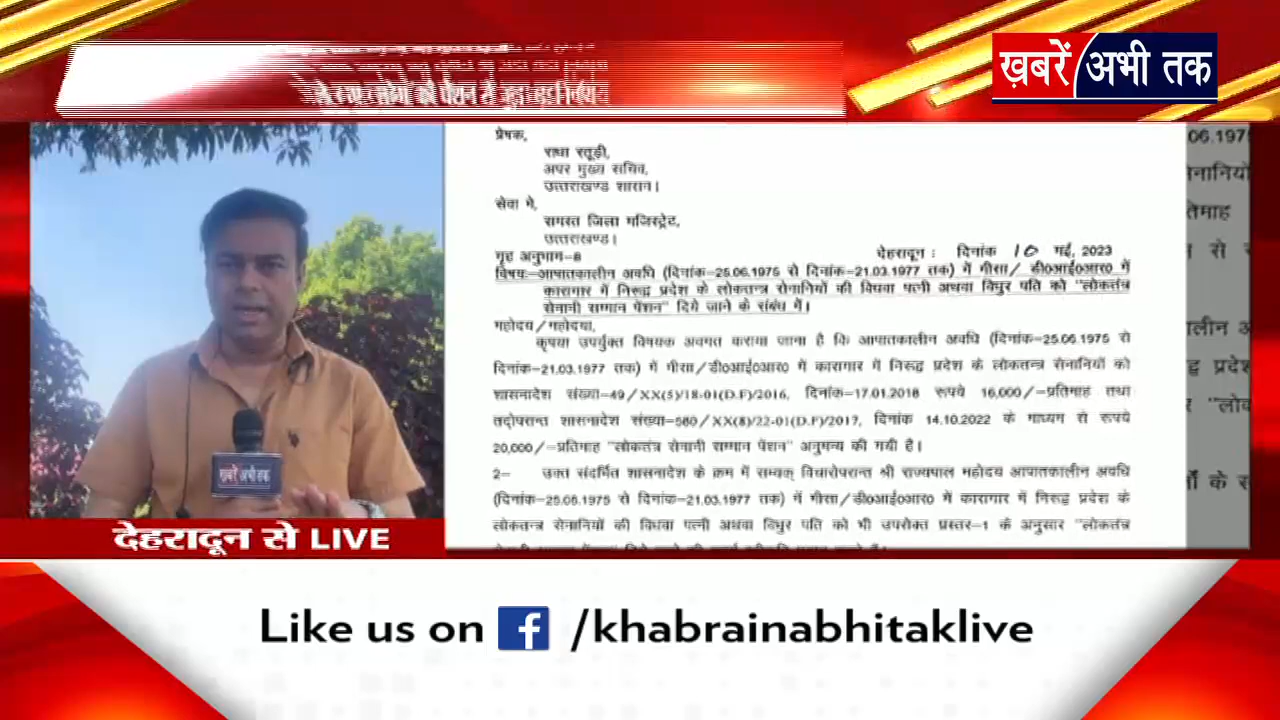 ख़बरें अभी तक
प्रेषक,
राधा रतूड़ी,
अपर मुख्य सचिव,
उत्तराखण्ड शासन।
सेवा में,
समस्त जिला मजिस्ट्रेट,
उत्तराखण्ड।
गृह अनुभाग-8
देहरादून : दिनांक 10 मई, 2023
विषय:-आपातकालीन अवधि (दिनांक-25.06.1975 से दिनांक-21.03.1977 तक) में मीसा/ डी0आई0आर0 में
कारागार में निरूद्ध प्रदेश के लोकतन्त्र सेनानियों की विधवा पत्नी अथवा विधुर पति को "लोकतंत्र
सेनानी सम्मान पेंशन" दिये जाने के संबंध में।
महोदय/महोदया,
कृपया उपर्युक्त विषयक अवगत कराया जाना है कि आपातकालीन अवधि (दिनांक-25.06.1975 से
दिनांक-21.03.1977 तक) में मीसा/डी0आई0आर0 में कारागार में निरूद्ध प्रदेश के लोकतन्त्र सेनानियों को
शासनादेश संख्या-49/XX(5)/18-01(D.F)/2016, दिनांक-17.01.2018 रूपये 16,000/-प्रतिमाह तथा
तदोपरान्त शासनादेश संख्या-580/XX(8)/22-01(D.F)/2017, दिनांक 14.10.2022 के माध्यम से रूपये
20,000/-प्रतिमाह "लोकतंत्र सेनानी सम्मान पेंशन" अनुमन्य की गयी है।
2- उक्त संदर्भित शासनादेश के क्रम में सम्यक् विचारोपरान्त श्री राज्यपाल महोदय आपातकालीन अवधि
(दिनांक-25.06.1975 से दिनांक-21.03.1977 तक) में मीसा/डी0आई0आर0 में कारागार में निरूद्ध प्रदेश के
लोकतन्त्र सेनानियों की विधवा पत्नी अथवा विधुर पति को भी उपरोक्त प्रस्तर-1 के अनुसार "लोकतंत्र
ख़बरें अभी तक
देहरादून से LIVE
Like us on f /khabrainabhitaklive